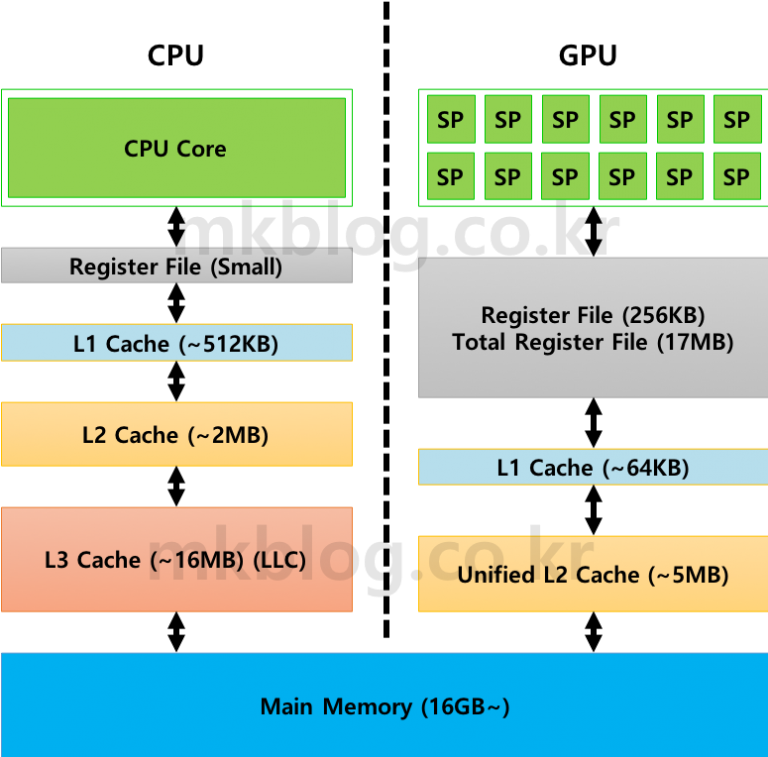 CPU
GPU
CPU Core
SP SP SP SP SP SP
SP SP SP SP SP SP
mkblog.co.kr
Register File (Small)
L1 Cache (~512KB)
L2 Cache (~2MB)
L3 Cache (~16MB) (LLC)
Register File (256KB)
Total Register File (17MB)
L1 Cache (~64KB)
Unified L2 Cache (~5MB)
mkblog.co.kr
Main Memory (16GB~)